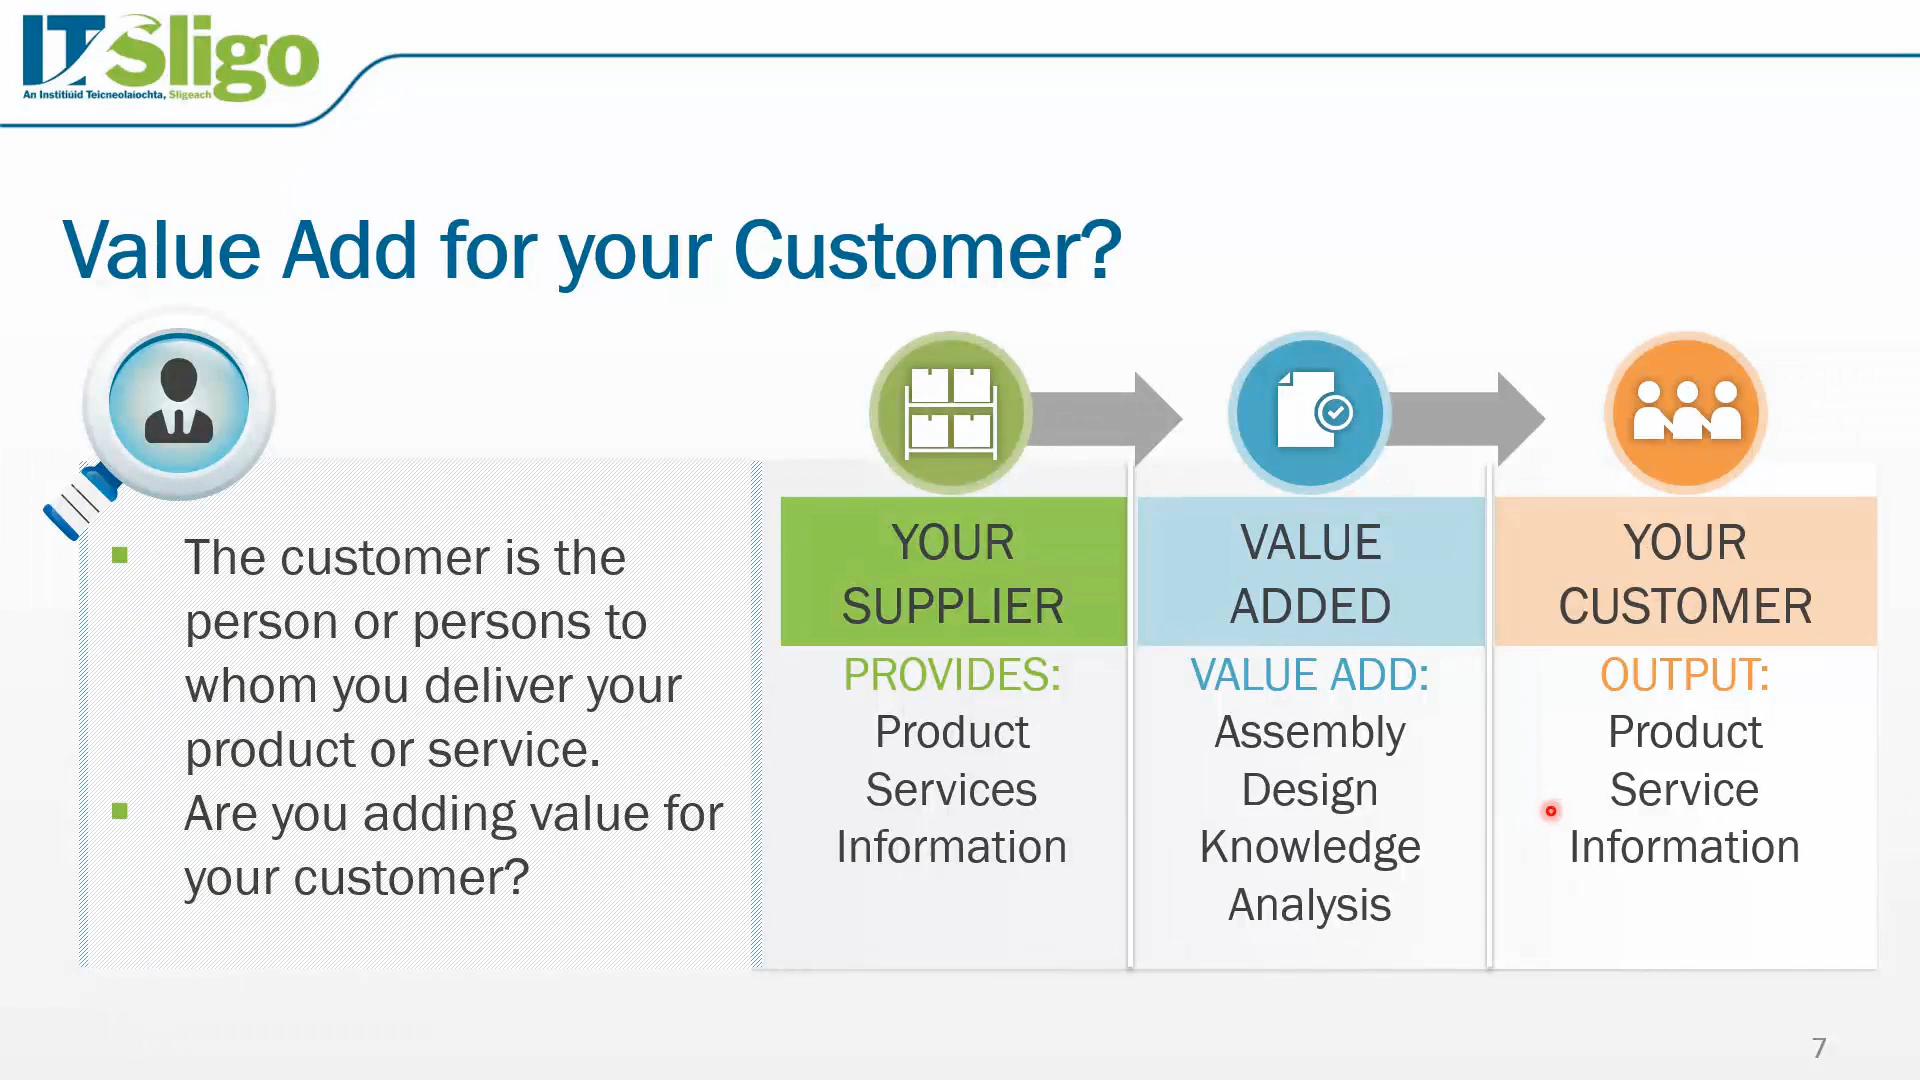 ITSligo
An Institiúid Teicneolaíochta, Sligeach
Value Add for your Customer?
The customer is the
person or persons to
whom you deliver your
product or service.
Are you adding value for
your customer?
YOUR
SUPPLIER
PROVIDES:
Product
Services
Information
VALUE
ADDED
VALUE ADD:
Assembly
Design
Knowledge
Analysis
YOUR
CUSTOMER
OUTPUT:
Product
Service
Information
7